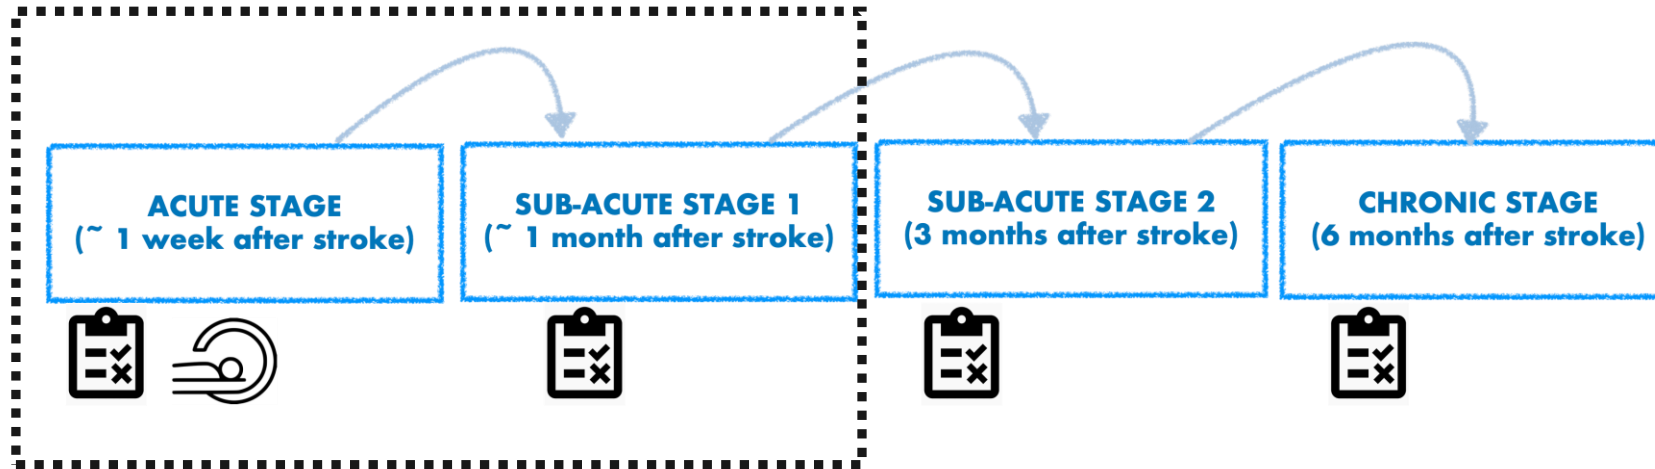 ACUTE STAGE
(~ 1 week after stroke)
SUB-ACUTE STAGE 1
(~ 1 month after stroke)
SUB-ACUTE STAGE 2
(3 months after stroke)
CHRONIC STAGE
(6 months after stroke)